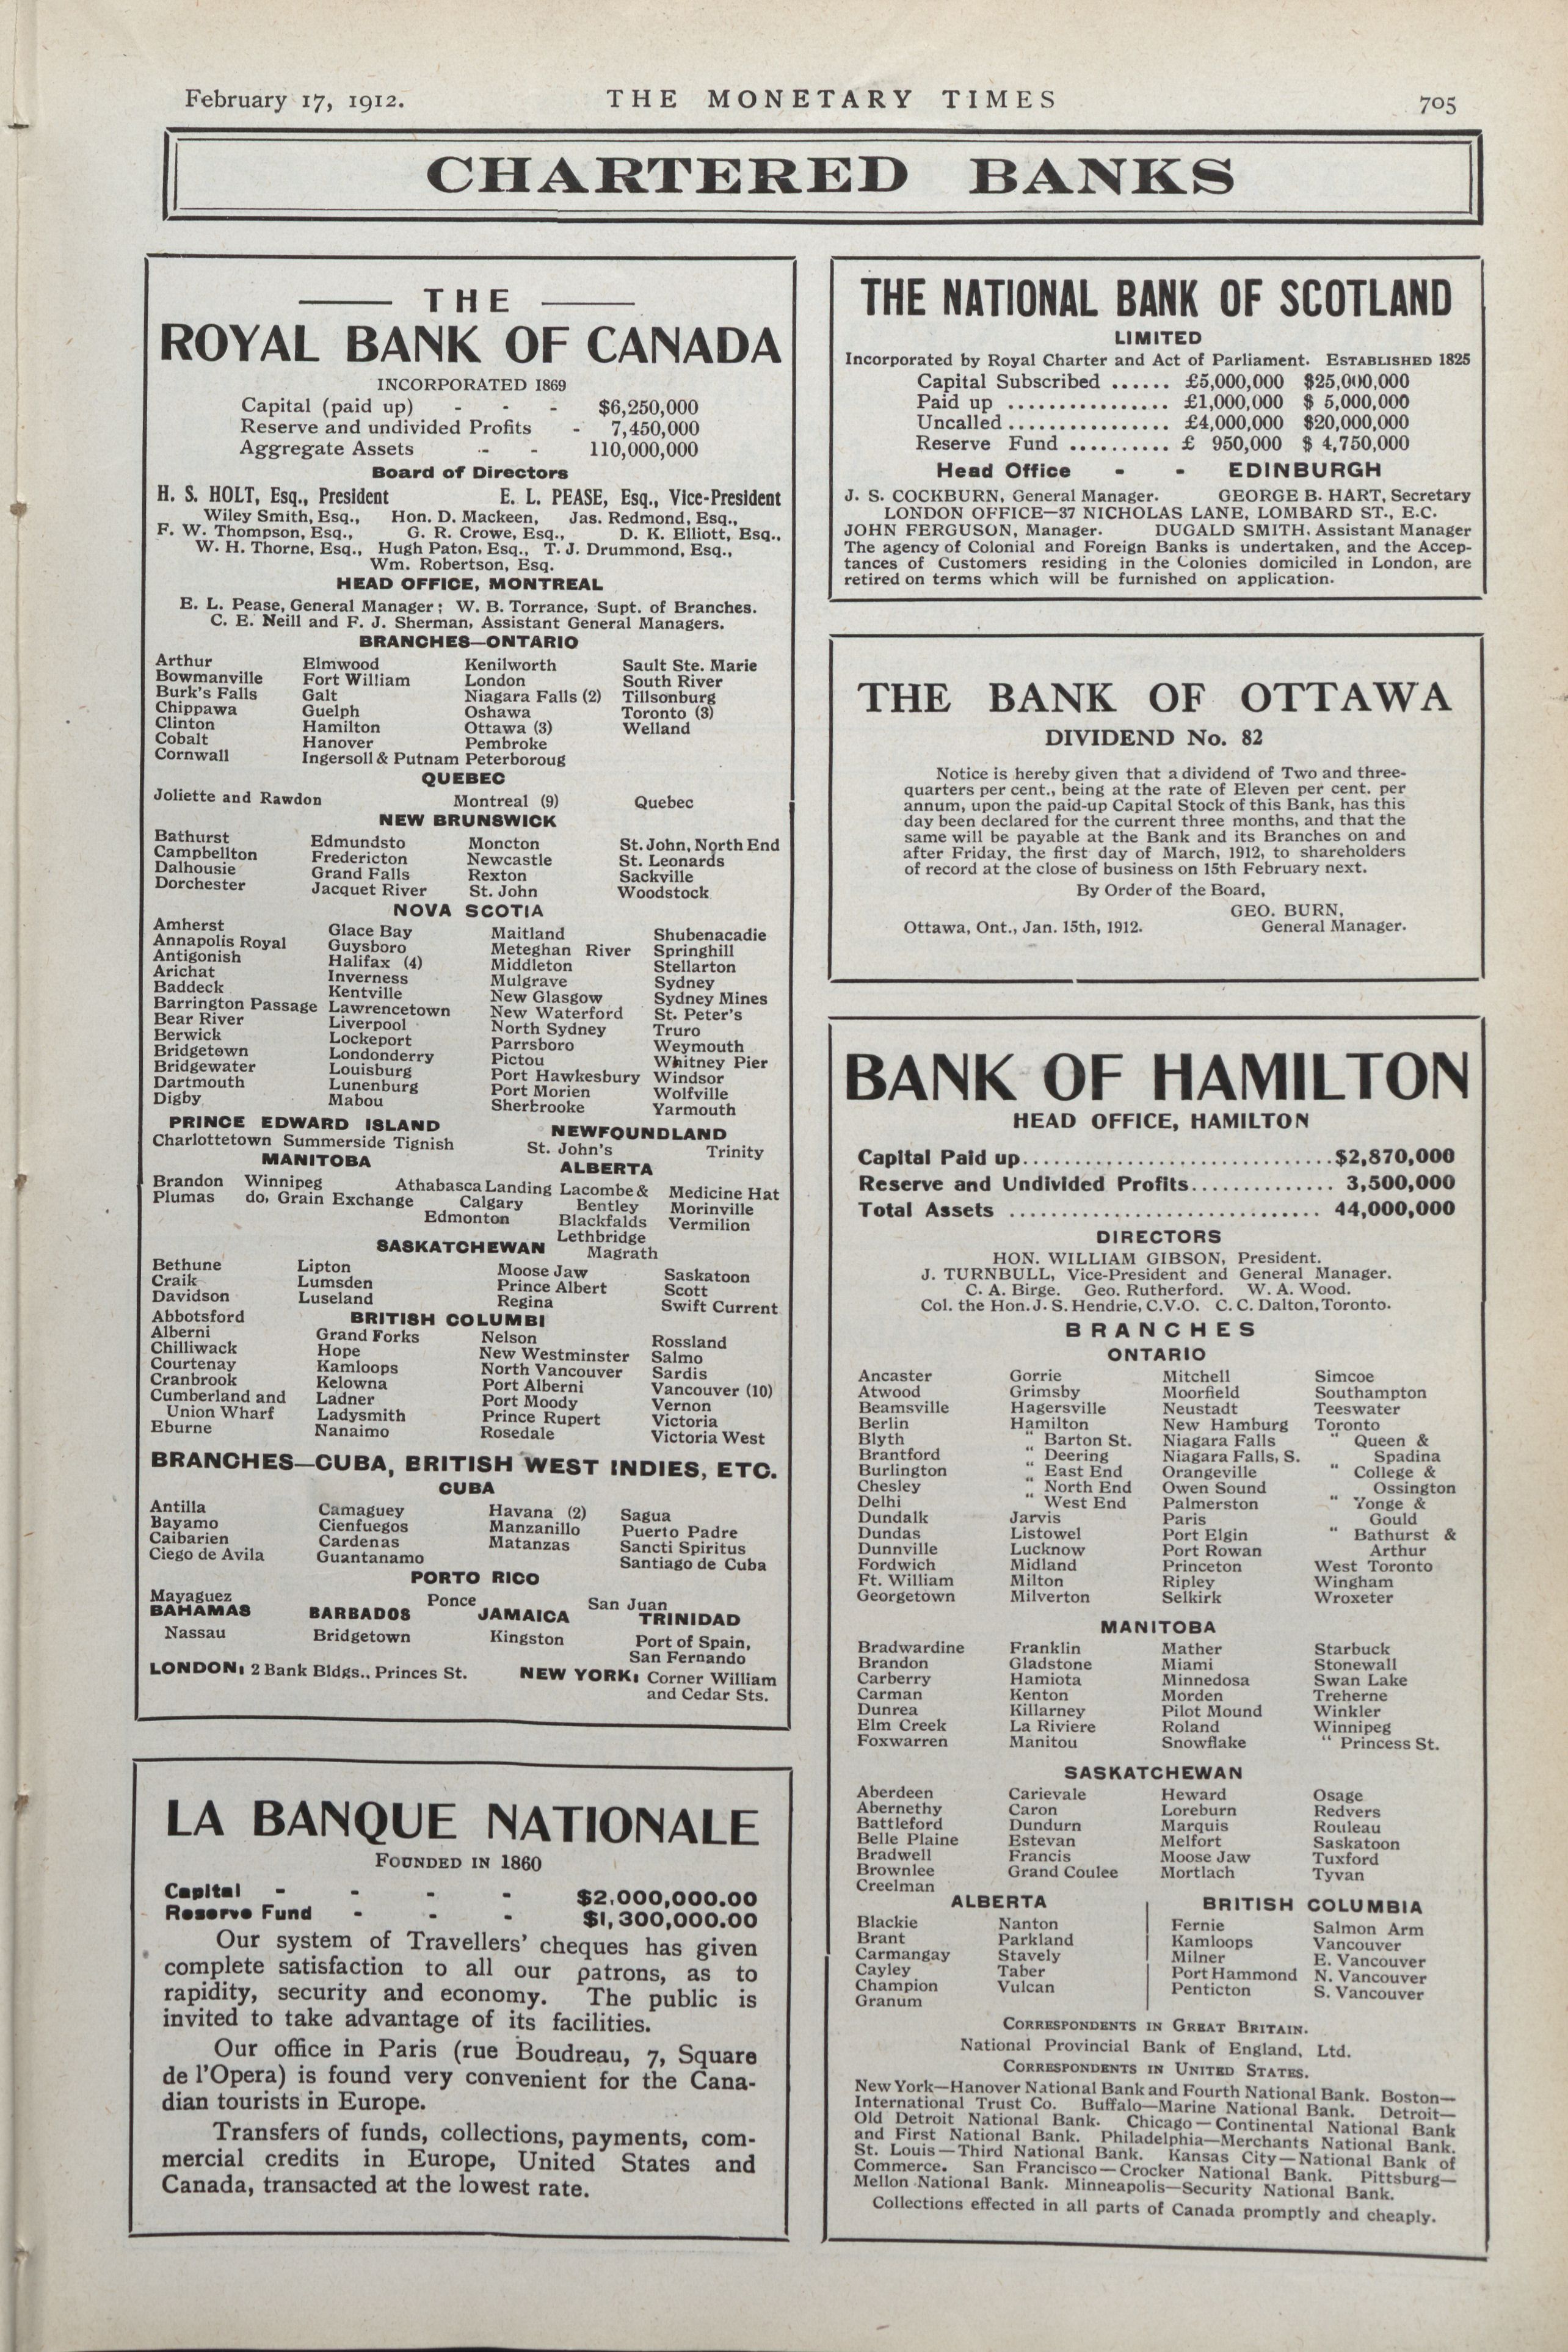 February 17, 1912.
THE MONETARY TIMES
705
CHARTERED BANKS
THE
ROYAL BANK OF CANADA
INCORPORATED 1869
Capital (paid up) - - - $6,250,000
Reserve and undivided Profits - 7,450,000
Aggregate Assets - - 110,000,000
Board of Directors
H. S. HOLT, Esq., President E. L. PEASE, Esq., Vice-President
Wiley Smith, Esq., Hon. D. Mackeen, Jas. Redmond, Esq.,
F. W. Thompson, Esq., G. R. Crowe, Esq., D. K. Elliott, Esq.,
W. H. Thorne, Esq., Hugh Paton, Esq., T. J. Drummond, Esq.,
Wm. Robertson, Esq.
HEAD OFFICE, MONTREAL
E. L. Pease, General Manager; W. B. Torrance, Supt. of Branches.
C. E. Neill and F. J. Sherman, Assistant General Managers.
BRANCHES—ONTARIO
Arthur Elmwood Kenilworth Sault Ste. Marie
Bowmanville Fort William London South River
Burk's Falls Galt Niagara Falls (2) Tillsonburg
Chippawa Guelph Oshawa Toronto (3)
Clinton Hamilton Ottawa (3) Welland
Cobalt Hanover Pembroke
Cornwall Ingersoll & Putnam Peterboroug
QUEBEC
Joliette and Rawdon Montreal (9) Quebec
NEW BRUNSWICK
Bathurst Edmundsto Moncton St. John, North End
Campbellton Fredericton Newcastle St. Leonards
Dalhousie Grand Falls Rexton Sackville
Dorchester Jacquet River St. John Woodstock
NOVA SCOTIA
Amherst Glace Bay Maitland Shubenacadie
Annapolis Royal Guysboro Meteghan River Springhill
Antigonish Halifax (4) Middleton Stellarton
Arichat Inverness Mulgrave Sydney
Baddeck Kentville New Glasgow Sydney Mines
Barrington Passage Lawrencetown New Waterford St. Peter's
Bear River Liverpool North Sydney Truro
Berwick Lockeport Parrsboro Weymouth
Bridgetown Londonderry Pictou Whitney Pier
Bridgewater Louisburg Port Hawkesbury Windsor
Dartmouth Lunenburg Port Morien Wolfville
Digby Mabou Sherbrooke Yarmouth
PRINCE EDWARD ISLAND NEWFOUNDLAND
Charlottetown Summerside Tignish St. John's Trinity
MANITOBA ALBERTA
Brandon Winnipeg Athabasca Landing Lacombe & Medicine Hat
Plumas do. Grain Exchange Calgary Bentley Morinville
Edmonton Blackfalds Vermilion
Lethbridge
SASKATCHEWAN Magrath
Bethune Lipton Moose Jaw Saskatoon
Craik Lumsden Prince Albert Scott
Davidson Luseland Regina Swift Current
BRITISH COLUMBI
Abbotsford
Alberni Grand Forks Nelson Rossland
Chilliwack Hope New Westminster Salmo
Courtenay Kamloops North Vancouver Sardis
Cranbrook Kelowna Port Alberni Vancouver (10)
Cumberland and Ladner Port Moody Vernon
Union Wharf Ladysmith Prince Rupert Victoria
Eburne Nanaimo Rosedale Victoria West
BRANCHES—CUBA, BRITISH WEST INDIES, ETC.
CUBA
Antilla Camaguey Havana (2) Sagua
Bayamo Cienfuegos Manzanillo Puerto Padre
Caibarien Cardenas Matanzas Sancti Spiritus
Ciego de Avila Guantanamo Santiago de Cuba
PORTO RICO
Mayaguez Ponce San Juan
BAHAMAS BARBADOS JAMAICA TRINIDAD
Nassau Bridgetown Kingston Port of Spain,
San Fernando
LONDON: 2 Bank Bldgs., Princes St. NEW YORK: Corner William
and Cedar Sts.
LA BANQUE NATIONALE
FOUNDED IN 1860
Capital - - - - $2,000,000.00
Reserve Fund - - - $1,300,000.00
Our system of Travellers' cheques has given
complete satisfaction to all our patrons, as to
rapidity, security and economy. The public is
invited to take advantage of its facilities.
Our office in Paris (rue Boudreau, 7, Square
de l'Opera) is found very convenient for the Cana-
dian tourists in Europe.
Transfers of funds, collections, payments, com-
mercial credits in Europe, United States and
Canada, transacted at the lowest rate.
THE NATIONAL BANK OF SCOTLAND
LIMITED
Incorporated by Royal Charter and Act of Parliament. ESTABLISHED 1825
Capital Subscribed ...... £5,000,000 $25,000,000
Paid up ................ £1,000,000 $ 5,000,000
Uncalled ................ £4,000,000 $20,000,000
Reserve Fund .......... £ 950,000 $ 4,750,000
Head Office - - EDINBURGH
J. S. COCKBURN, General Manager. GEORGE B. HART, Secretary
LONDON OFFICE—37 NICHOLAS LANE, LOMBARD ST., E.C.
JOHN FERGUSON, Manager. DUGALD SMITH, Assistant Manager
The agency of Colonial and Foreign Banks is undertaken, and the Accep-
tances of Customers residing in the Colonies domiciled in London, are
retired on terms which will be furnished on application.
THE BANK OF OTTAWA
DIVIDEND No. 82
Notice is hereby given that a dividend of Two and three-
quarters per cent., being at the rate of Eleven per cent. per
annum, upon the paid-up Capital Stock of this Bank, has this
day been declared for the current three months, and that the
same will be payable at the Bank and its Branches on and
after Friday, the first day of March, 1912, to shareholders
of record at the close of business on 15th February next.
By Order of the Board,
GEO. BURN,
Ottawa, Ont., Jan. 15th, 1912. General Manager.
BANK OF HAMILTON
HEAD OFFICE, HAMILTON
Capital Paid up.............................. $2,870,000
Reserve and Undivided Profits.............. 3,500,000
Total Assets .............................. 44,000,000
DIRECTORS
HON. WILLIAM GIBSON, President.
J. TURNBULL, Vice-President and General Manager.
C. A. Birge. Geo. Rutherford. W. A. Wood.
Col. the Hon. J. S. Hendrie, C.V.O. C. C. Dalton, Toronto.
BRANCHES
ONTARIO
Ancaster Gorrie Mitchell Simcoe
Atwood Grimsby Moorfield Southampton
Beamsville Hagersville Neustadt Teeswater
Berlin Hamilton New Hamburg Toronto
Blyth " Barton St. Niagara Falls " Queen &
Brantford " Deering Niagara Falls, S. Spadina
Burlington " East End Orangeville " College &
Chesley " North End Owen Sound Ossington
Delhi " West End Palmerston " Yonge &
Dundalk Jarvis Paris Gould
Dundas Listowel Port Elgin " Bathurst &
Dunnville Lucknow Port Rowan Arthur
Fordwich Midland Princeton West Toronto
Ft. William Milton Ripley Wingham
Georgetown Milverton Selkirk Wroxeter
MANITOBA
Bradwardine Franklin Mather Starbuck
Brandon Gladstone Miami Stonewall
Carberry Hamiota Minnedosa Swan Lake
Carman Kenton Morden Treherne
Dunrea Killarney Pilot Mound Winkler
Elm Creek La Riviere Roland Winnipeg
Foxwarren Manitou Snowflake " Princess St.
SASKATCHEWAN
Aberdeen Carievale Heward Osage
Abernethy Caron Loreburn Redvers
Battleford Dundurn Marquis Rouleau
Belle Plaine Estevan Melfort Saskatoon
Bradwell Francis Moose Jaw Tuxford
Brownlee Grand Coulee Mortlach Tyvan
Creelman
ALBERTA BRITISH COLUMBIA
Blackie Nanton Fernie Salmon Arm
Brant Parkland Kamloops Vancouver
Carmangay Stavely Milner E. Vancouver
Cayley Taber Port Hammond N. Vancouver
Champion Vulcan Penticton S. Vancouver
Granum
CORRESPONDENTS IN GREAT BRITAIN.
National Provincial Bank of England, Ltd.
CORRESPONDENTS IN UNITED STATES.
New York—Hanover National Bank and Fourth National Bank. Boston—
International Trust Co. Buffalo—Marine National Bank. Detroit—
Old Detroit National Bank. Chicago—Continental National Bank
and First National Bank. Philadelphia—Merchants National Bank.
St. Louis—Third National Bank. Kansas City—National Bank of
Commerce. San Francisco—Crocker National Bank. Pittsburg—
Mellon National Bank. Minneapolis—Security National Bank.
Collections effected in all parts of Canada promptly and cheaply.